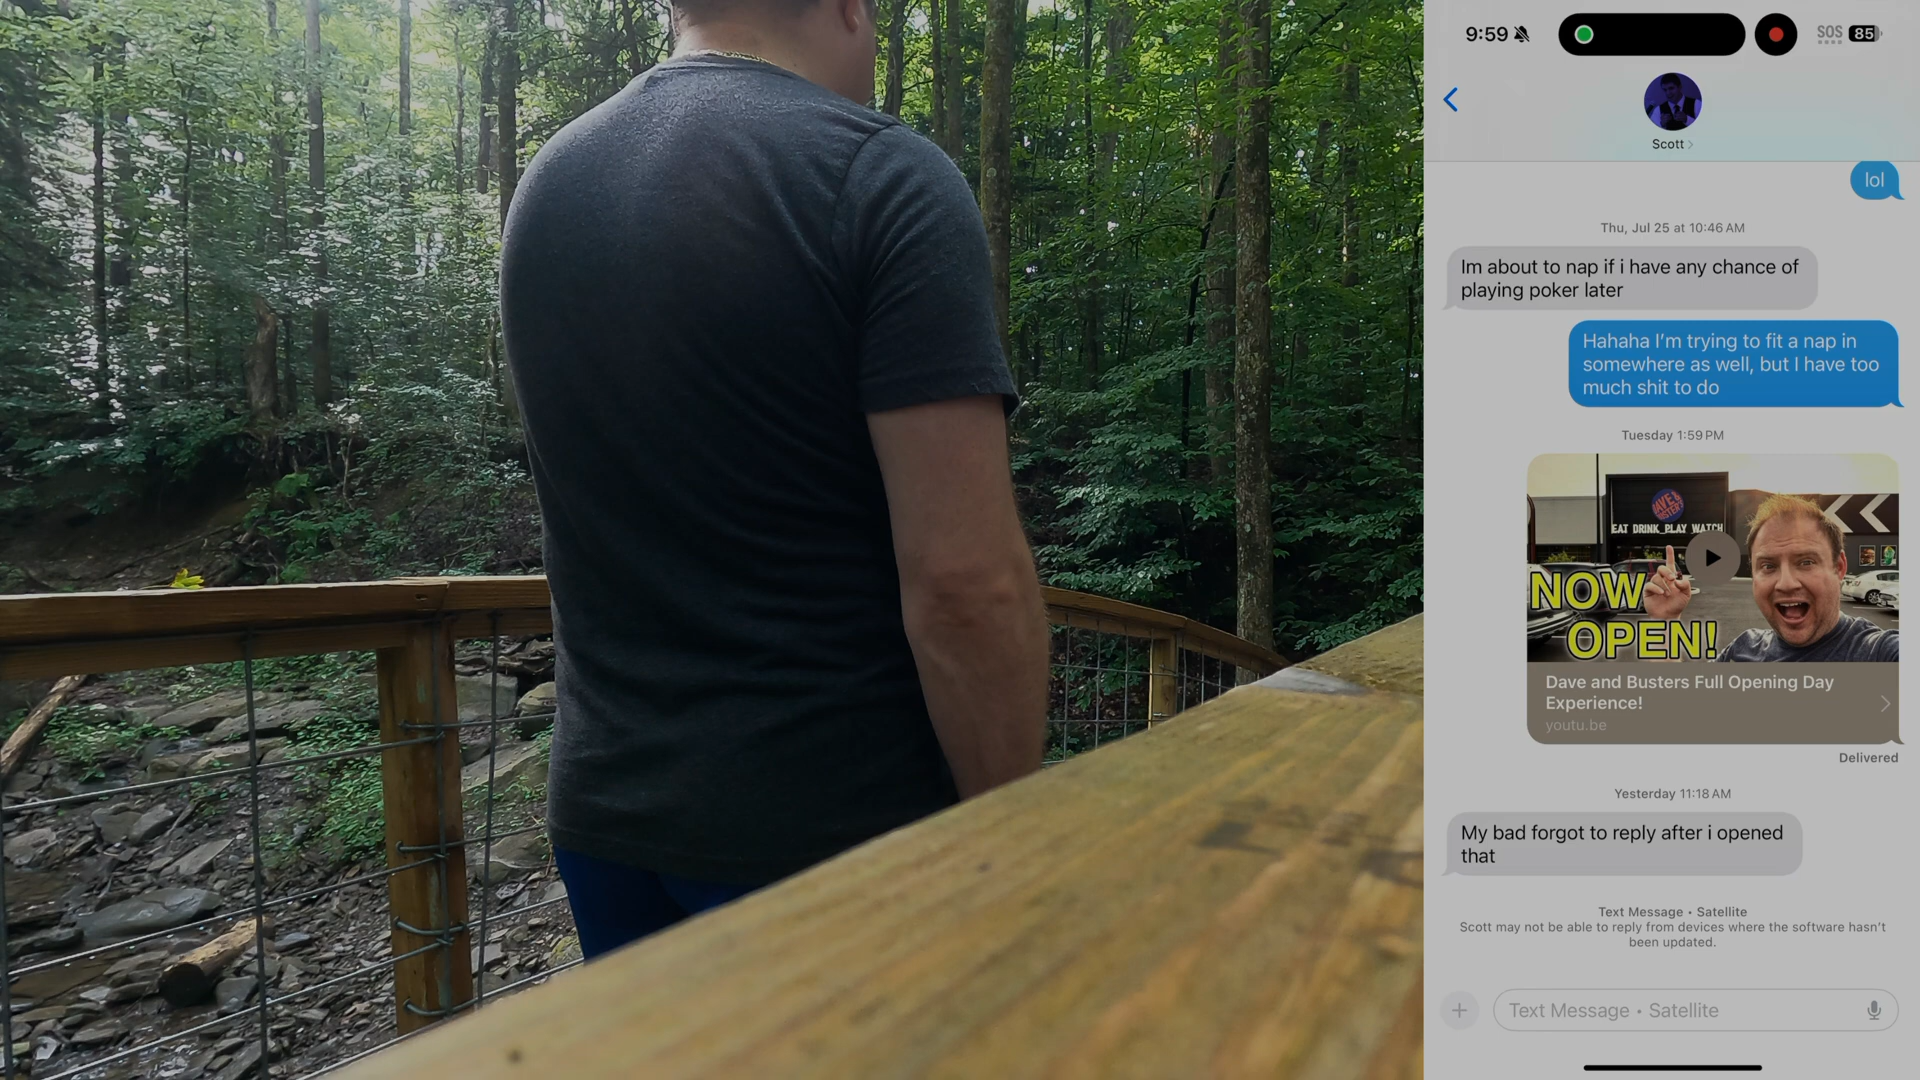 9:59
SOS 85
Scott
lol
Thu, Jul 25 at 10:46 AM
Im about to nap if i have any chance of
playing poker later
Hahaha I'm trying to fit a nap in
somewhere as well, but I have too
much shit to do
Tuesday 1:59 PM
DAVE & BUSTER'S
EAT DRINK PLAY WATCH
NOW
OPEN!
Dave and Busters Full Opening Day
Experience!
youtu.be
Delivered
Yesterday 11:18 AM
My bad forgot to reply after i opened
that
Text Message • Satellite
Scott may not be able to reply from devices where the software hasn't
been updated.
Text Message • Satellite